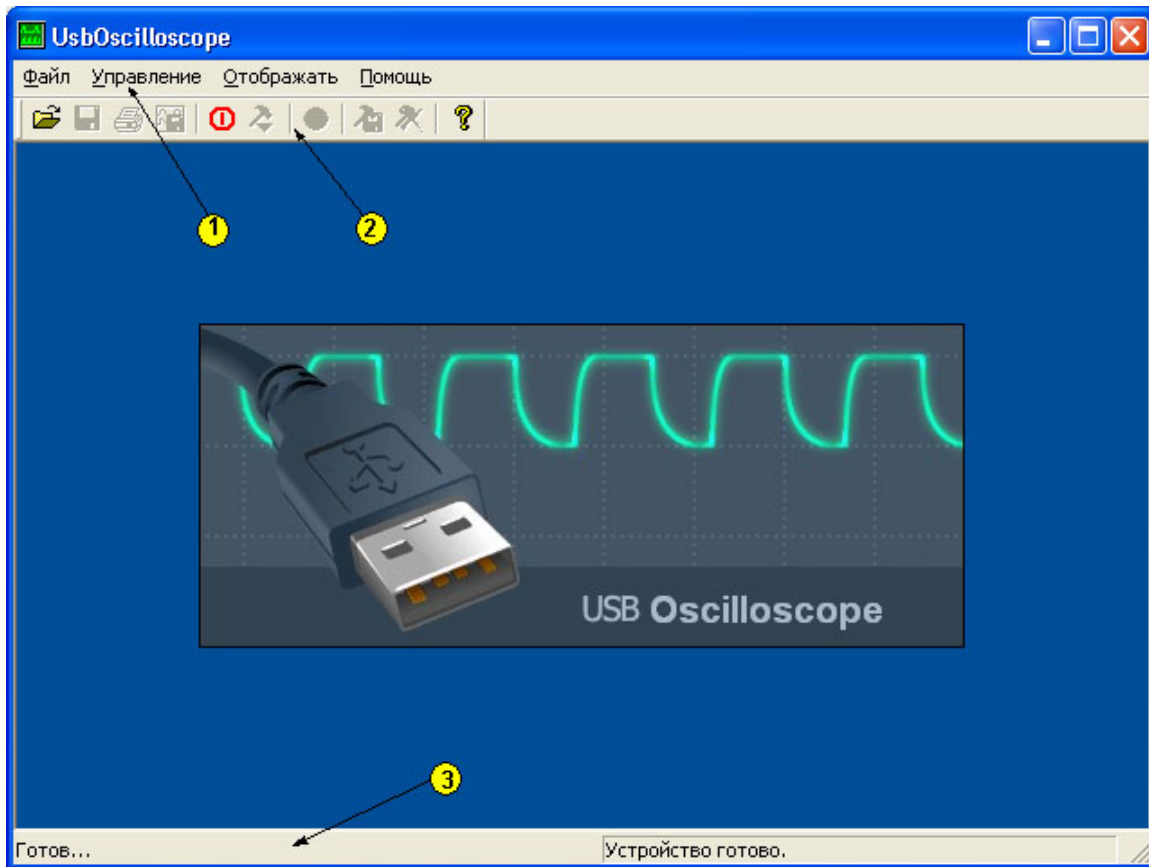 UsbOscilloscope
Файл Управление Отображать Помощь
1
2
USB Oscilloscope
3
Готов... Устройство готово.